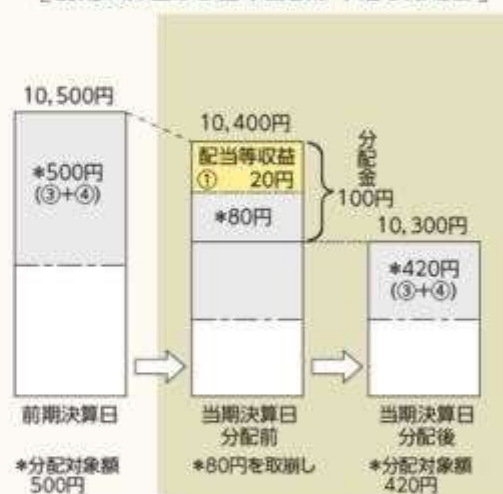 10,500円
*500円
(③+④)
10,400円
配当等収益
① 20円
*80円
分配金
100円
10,300円
*420円
(③+④)
前期決算日
当期決算日
分配前
当期決算日
分配後
*分配対象額
500円
*80円を取崩し
*分配対象額
420円